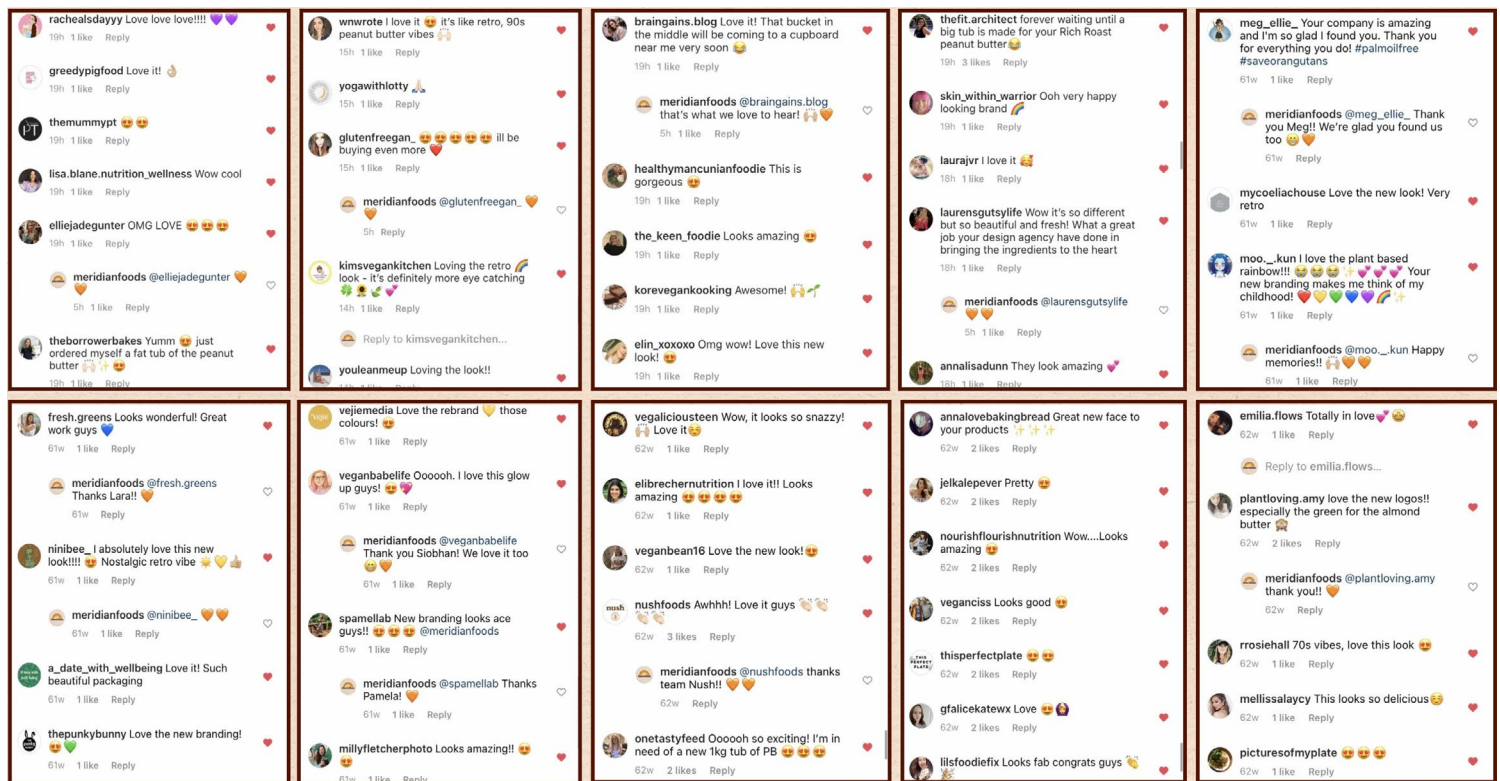 rachealsdayyy Love love love!!!! 💜💜
19h 1 like Reply
greedypigfood Love it! 👌🏼
19h 1 like Reply
PT
themummypt 😍😍
19h 1 like Reply
lisa.blane.nutrition_wellness Wow cool
19h 1 like Reply
elliejadegunter OMG LOVE 😍😍😍
19h 1 like Reply
meridianfoods @elliejadegunter 🧡
🧡
5h 1 like Reply
theborrowerbakes Yumm 😍 just
ordered myself a fat tub of the peanut
butter 🙌🏻✨😍
19h 1 like Reply
wnwrote I love it 😍 it's like retro, 90s
peanut butter vibes 🙌🏻
15h 1 like Reply
yogawithlotty 🙏🏻
15h 1 like Reply
glutenfreegan_ 😍😍😍😍😍 ill be
buying even more ❤️
15h 1 like Reply
meridianfoods @glutenfreegan_ 🧡
🧡
5h Reply
kimsvegankitchen Loving the retro 🌈
look - it's definitely more eye catching
🍀🌻🍃💕
14h 1 like Reply
Reply to kimsvegankitchen...
youleanmeup Loving the look!!
14h 1 like Reply
braingains.blog Love it! That bucket in
the middle will be coming to a cupboard
near me very soon 😂
19h 1 like Reply
meridianfoods @braingains.blog
that's what we love to hear! 🙌🏻🧡
5h 1 like Reply
healthymancunianfoodie This is
gorgeous 😍
19h 1 like Reply
the_keen_foodie Looks amazing 😍
19h 1 like Reply
korevegankooking Awesome! 🙌🌱
19h 1 like Reply
elin_xoxoxo Omg wow! Love this new
look! 😍
19h 1 like Reply
thefit.architect forever waiting until a
big tub is made for your Rich Roast
peanut butter😂
19h 3 likes Reply
skin_within_warrior Ooh very happy
looking brand 🌈
19h 1 like Reply
laurajvr I love it 🥰
18h 1 like Reply
laurensgutsylife Wow it's so different
but so beautiful and fresh! What a great
job your design agency have done in
bringing the ingredients to the heart
18h 1 like Reply
meridianfoods @laurensgutsylife
🧡🧡
5h 1 like Reply
annalisadunn They look amazing 💕
18h 1 like Reply
meg_ellie_ Your company is amazing
and I'm so glad I found you. Thank you
for everything you do! #palmoilfree
#saveorangutans
61w 1 like Reply
meridianfoods @meg_ellie_ Thank
you Meg!! We're glad you found us
too 😁🧡
61w Reply
mycoeliachouse Love the new look! Very
retro
61w 1 like Reply
moo._.kun I love the plant based
rainbow!!! 😭😭😭✨💕💕💕 Your
new branding makes me think of my
childhood! ❤️💛💚💙💜🌈✨
61w 1 like Reply
meridianfoods @moo._.kun Happy
memories!! 🙌🏻🧡🧡
61w 1 like Reply
fresh.greens Looks wonderful! Great
work guys 💙
61w 1 like Reply
meridianfoods @fresh.greens
Thanks Lara!! 🧡
61w Reply
ninibee_ I absolutely love this new
look!!!! 😍 Nostalgic retro vibe ☀️💛👍🏼
61w 1 like Reply
meridianfoods @ninibee_ 🧡🧡
61w 1 like Reply
a_date_with_wellbeing Love it! Such
beautiful packaging
61w 1 like Reply
thepunkybunny Love the new branding!
😍💚
61w 1 like Reply
vejiemedia Love the rebrand 💛 those
colours! 😍
61w 1 like Reply
veganbabelife Oooooh. I love this glow
up guys! 😍💖
61w 1 like Reply
meridianfoods @veganbabelife
Thank you Siobhan! We love it too
😁🧡
61w 1 like Reply
spamellab New branding looks ace
guys!! 😍😍😍 @meridianfoods
61w 1 like Reply
meridianfoods @spamellab Thanks
Pamela! 🧡
61w 1 like Reply
millyfletcherphoto Looks amazing!! 😍
😍
61w 1 like Reply
vegaliciousteen Wow, it looks so snazzy!
🙌🏼 Love it☺️
62w 1 like Reply
elibrechernutrition I love it!! Looks
amazing 😍😍😍😍
62w 1 like Reply
veganbean16 Love the new look!😍
62w 1 like Reply
nush
nushfoods Awhhh! Love it guys 👏🏻👏🏻
👏🏻👏🏻
62w 3 likes Reply
meridianfoods @nushfoods thanks
team Nush!! 🧡🧡
62w 1 like Reply
onetastyfeed Oooooh so exciting! I'm in
need of a new 1kg tub of PB 😍😍😍
62w 2 likes Reply
annalovebakingbread Great new face to
your products ✨✨✨
62w 2 likes Reply
jelkalepever Pretty 😍
62w 2 likes Reply
nourishflourishnutrition Wow....Looks
amazing 😍
62w 2 likes Reply
veganciss Looks good 😍
62w 2 likes Reply
THIS
PERFECT
PLATE
thisperfectplate 😍😍
62w 2 likes Reply
gfalicekatewx Love 😍🙆‍♀️
62w 2 likes Reply
lilsfoodiefix Looks fab congrats guys 👏
🎉
emilia.flows Totally in love💕🤩
62w 1 like Reply
Reply to emilia.flows...
plantloving.amy love the new logos!!
especially the green for the almond
butter 🙈
62w 2 likes Reply
meridianfoods @plantloving.amy
thank you!! 🧡
62w Reply
rrosiehall 70s vibes, love this look 😍
62w 1 like Reply
mellissalaycy This looks so delicious☺️
62w 1 like Reply
picturesofmyplate 😍😍😍
62w 1 like Reply